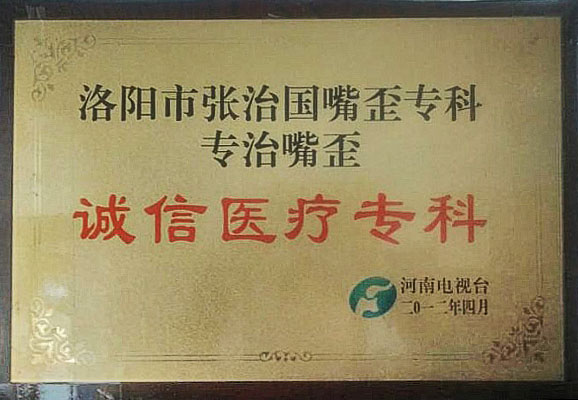 洛阳市张治国嘴歪专科
专治嘴歪
诚信医疗专科
河南电视台
二〇一二年四月